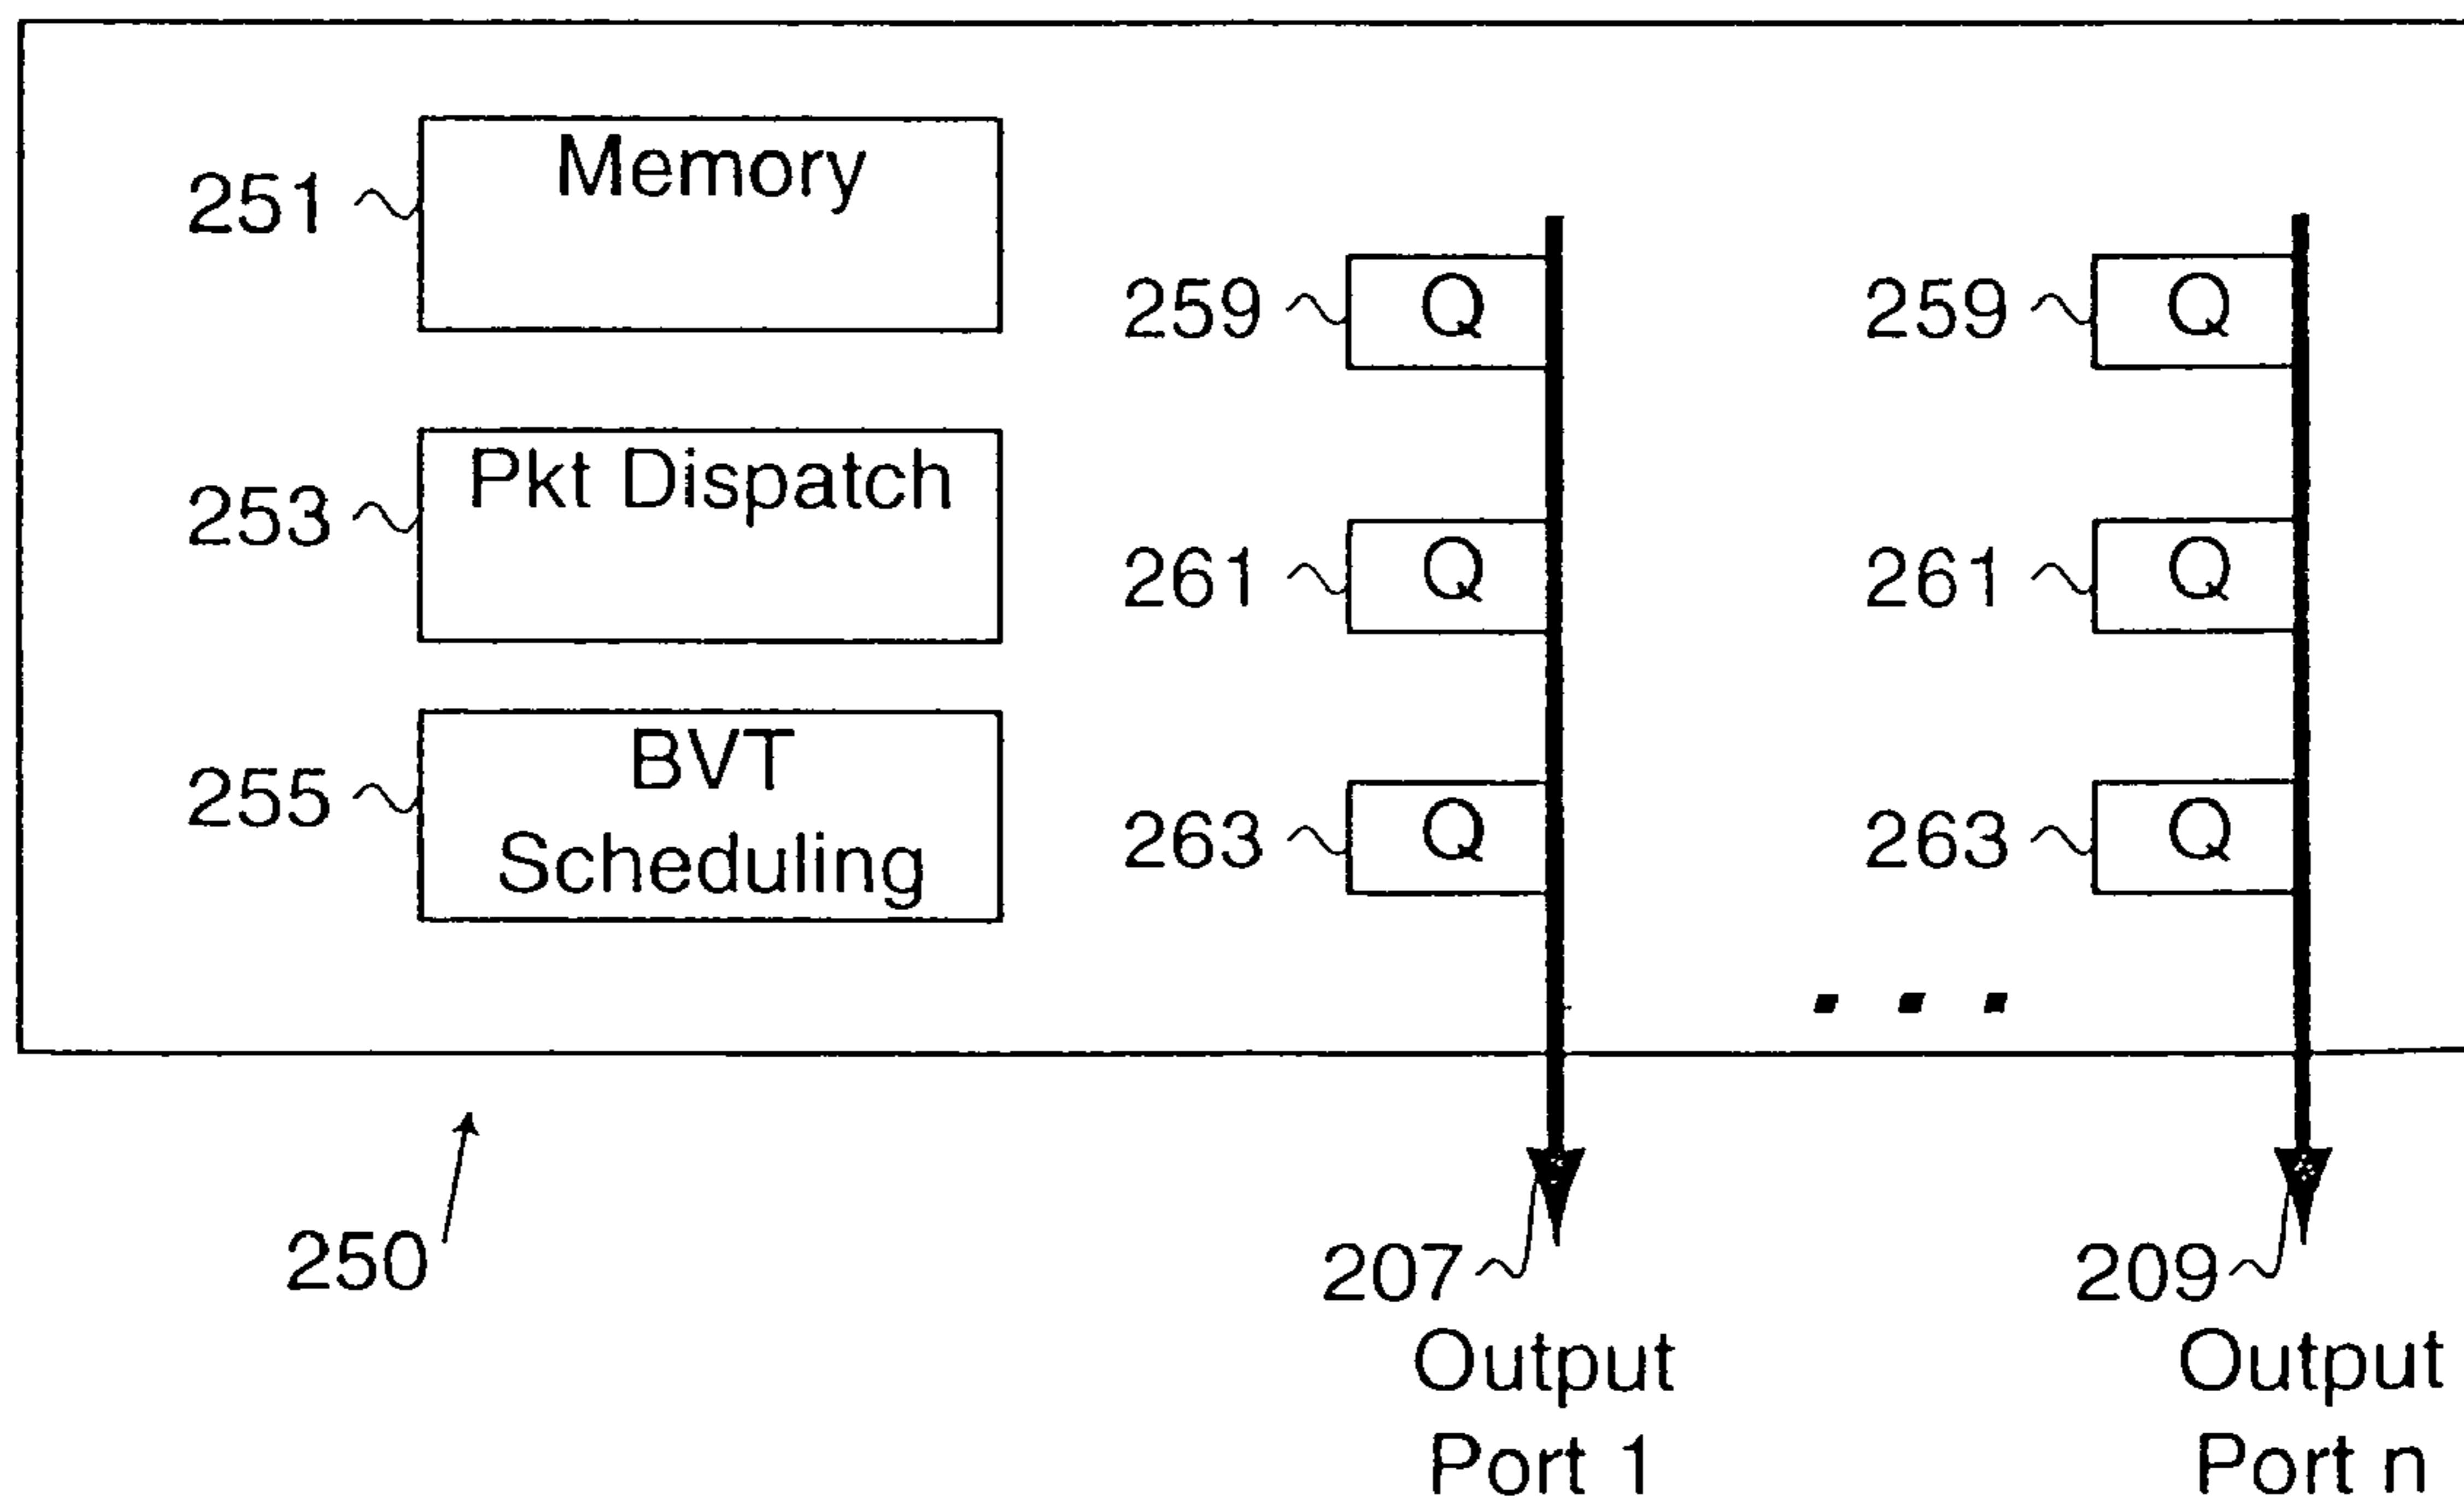 251
Memory
253
Pkt Dispatch
255
BVT
Scheduling
259
Q
261
Q
263
Q
259
Q
261
Q
263
Q
250
207
Output
Port 1
209
Output
Port n